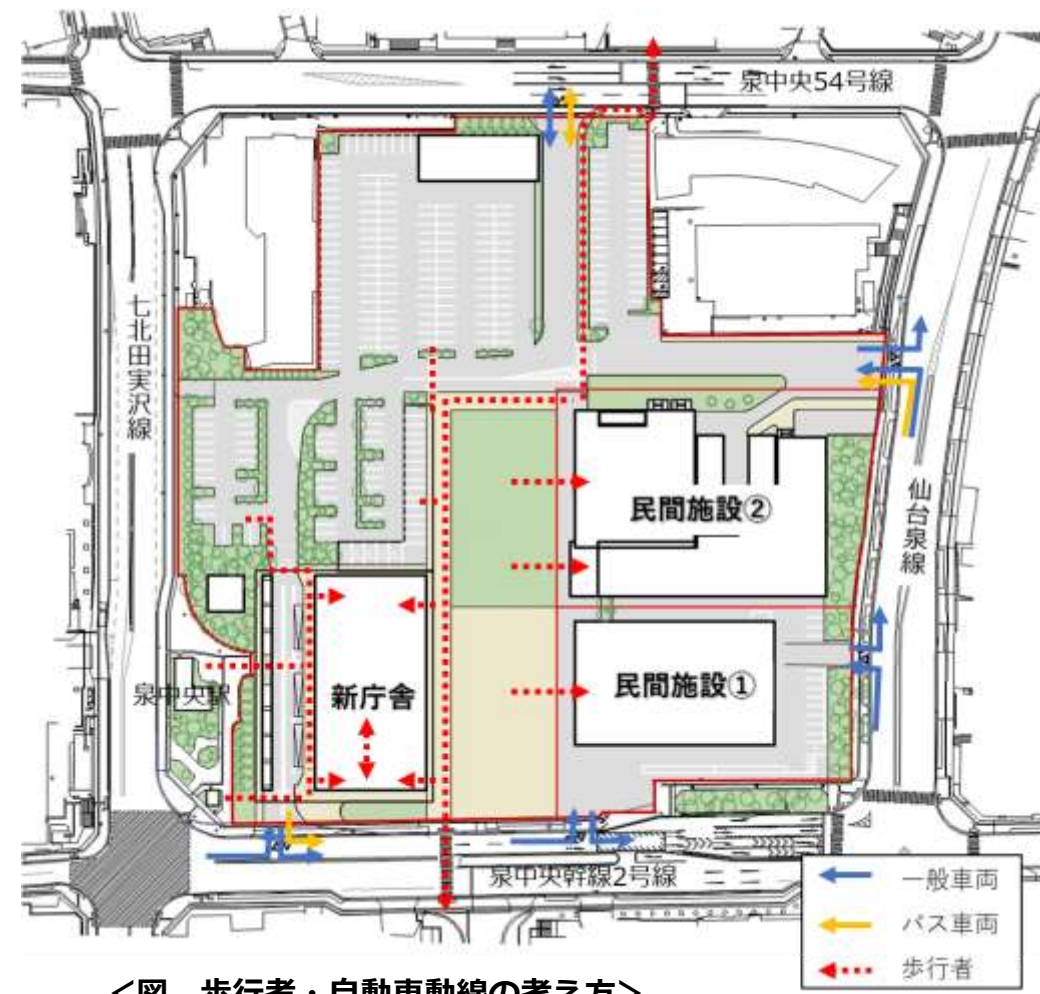 泉中央54号線
七北田実沢線
仙台泉線
民間施設②
民間施設①
新庁舎
泉中央駅
泉中央幹線2号線
一般車両
バス車両
歩行者
<図 歩行者・自動車動線の考え方>